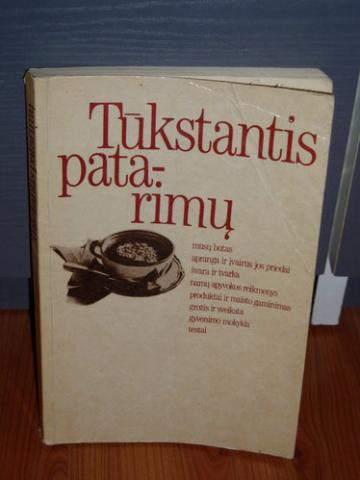 Tūkstantis
pata-
rimų
mūsų butas
apranga ir įvairūs jos priedai
švara ir tvarka
namų apyvokos reikmenys
produktai ir maisto gaminimas
grožis ir sveikata
gyvenimo mokykla
testai